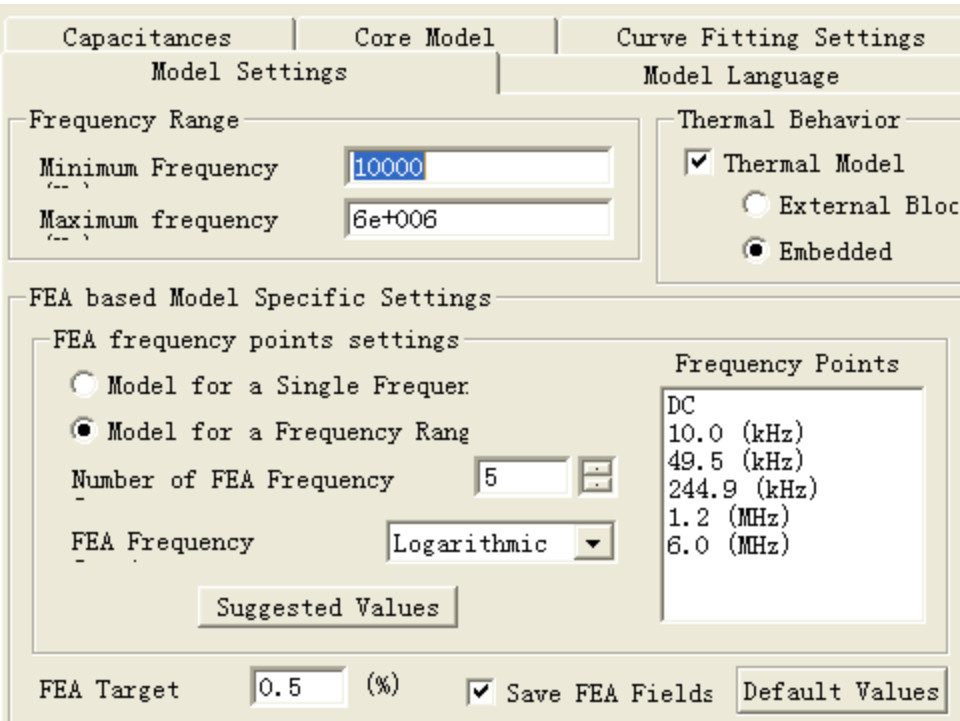 Capacitances Core Model Curve Fitting Settings
Model Settings Model Language
Frequency Range
Minimum Frequency 10000
Maximum frequency 6e+006
Thermal Behavior
Thermal Model
External Bloc
Embedded
FEA based Model Specific Settings
FEA frequency points settings
Model for a Single Frequen
Model for a Frequency Rang
Number of FEA Frequency 5
FEA Frequency Logarithmic
Suggested Values
Frequency Points
DC
10.0 (kHz)
49.5 (kHz)
244.9 (kHz)
1.2 (MHz)
6.0 (MHz)
FEA Target 0.5 (%)
Save FEA Fields
Default Values